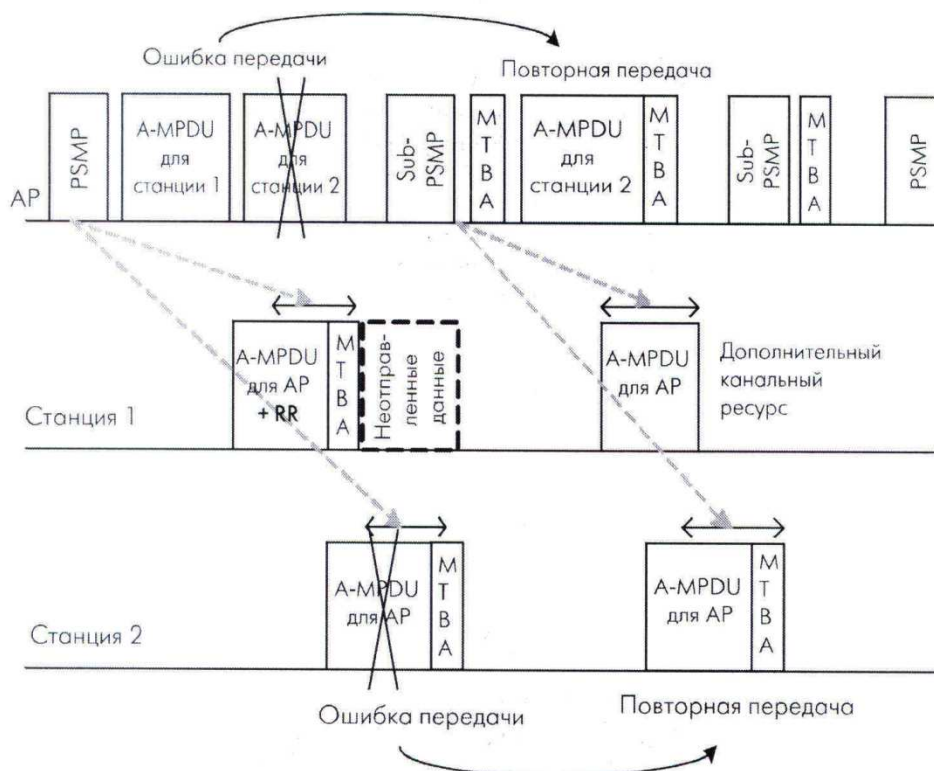 Ошибка передачи
Повторная передача
AP
PSMP
A-MPDU
для
станции 1
A-MPDU
для
станции 2
Sub-
PSMP
M
T
B
A
A-MPDU
для
станции 2
M
T
B
A
Sub-
PSMP
M
T
B
A
PSMP
Станция 1
A-MPDU
для AP
+ RR
M
T
B
A
Неотправ-
ленные
данные
A-MPDU
для AP
Дополнительный
канальный
ресурс
Станция 2
A-MPDU
для AP
M
T
B
A
A-MPDU
для AP
M
T
B
A
Ошибка передачи
Повторная передача